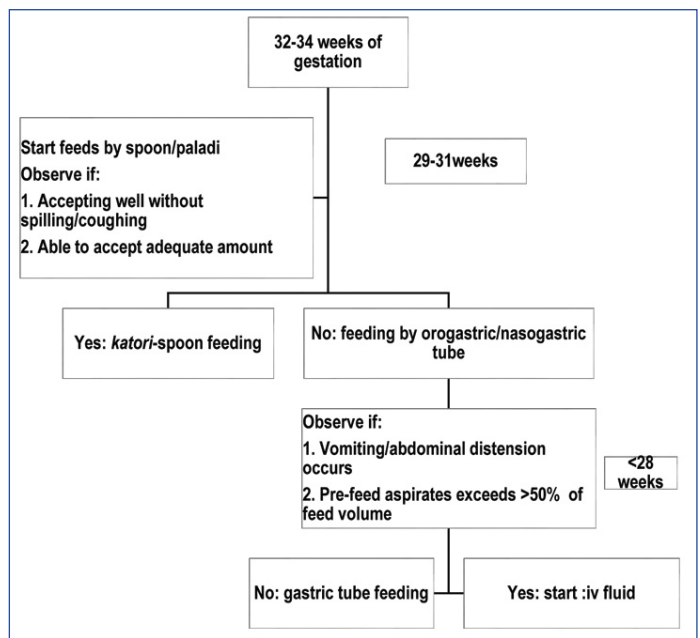 32-34 weeks of
gestation
Start feeds by spoon/paladi
Observe if:
1. Accepting well without
spilling/coughing
2. Able to accept adequate amount
29-31weeks
Yes: katori-spoon feeding
No: feeding by orogastric/nasogastric
tube
Observe if:
1. Vomiting/abdominal distension
occurs
2. Pre-feed aspirates exceeds >50% of
feed volume
<28
weeks
No: gastric tube feeding
Yes: start :iv fluid